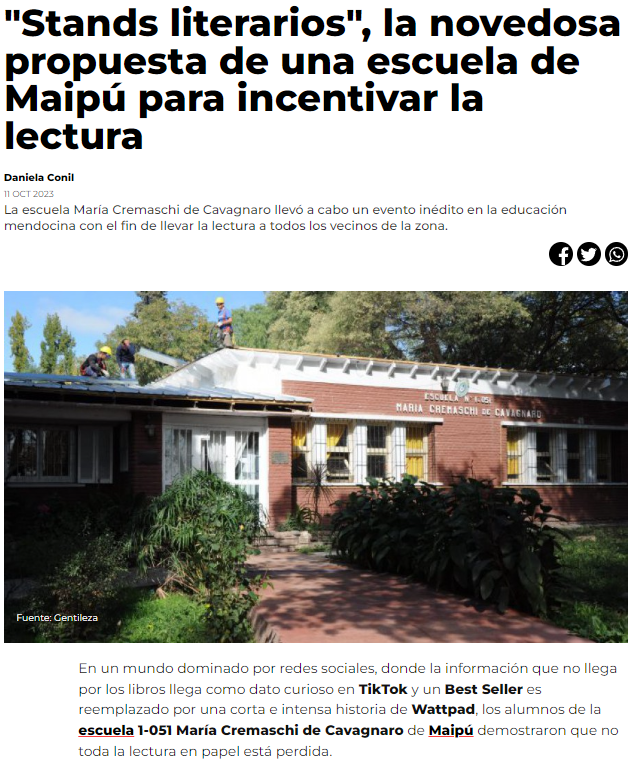 "Stands literarios", la novedosa
propuesta de una escuela de
Maipú para incentivar la
lectura
Daniela Conil
11 OCT 2023
La escuela María Cremaschi de Cavagnaro llevó a cabo un evento inédito en la educación
mendocina con el fin de llevar la lectura a todos los vecinos de la zona.
ESCUELA Nº 1-051
MARIA CREMASCHI DE CAVAGNARO
Fuente: Gentileza
En un mundo dominado por redes sociales, donde la información que no llega
por los libros llega como dato curioso en TikTok y un Best Seller es
reemplazado por una corta e intensa historia de Wattpad, los alumnos de la
escuela 1-051 María Cremaschi de Cavagnaro de Maipú demostraron que no
toda la lectura en papel está perdida.